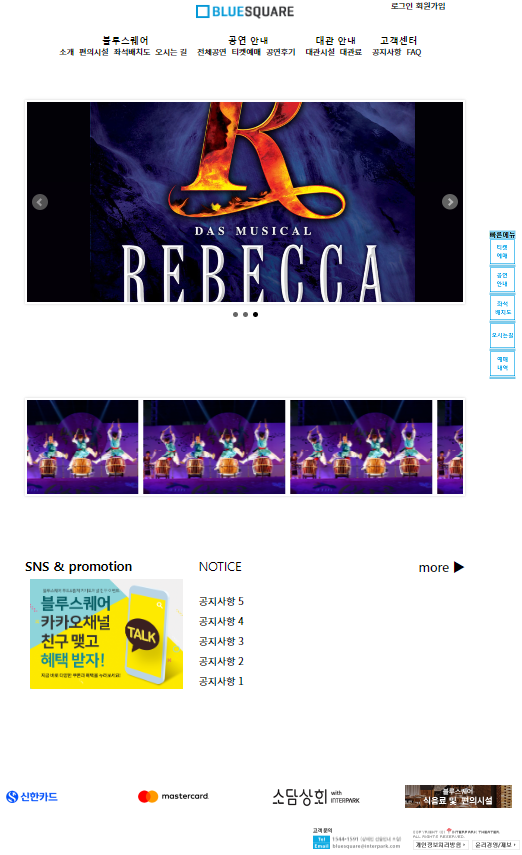 BLUESQUARE
로그인 회원가입
블루스퀘어 공연 안내 대관 안내 고객센터
소개 편의시설 좌석배치도 오시는 길 전체공연 티켓예매 공연후기 대관시설 대관료 공지사항 FAQ
R
DAS MUSICAL
REBECCA
빠른메뉴
티켓
예매
공연
안내
좌석
배치도
오시는길
예매
내역
SNS & promotion
블루스퀘어
카카오채널
친구 맺고
혜택 받자!
TALK
NOTICE
more ▶
공지사항 5
공지사항 4
공지사항 3
공지사항 2
공지사항 1
신한카드
mastercard.
소담상회 with
INTERPARK
블루스퀘어
식음료 및 편의시설
고객 문의
Tel 1544-1591
Email bluesquare@interpark.com
개인정보처리방침
윤리경영/제보